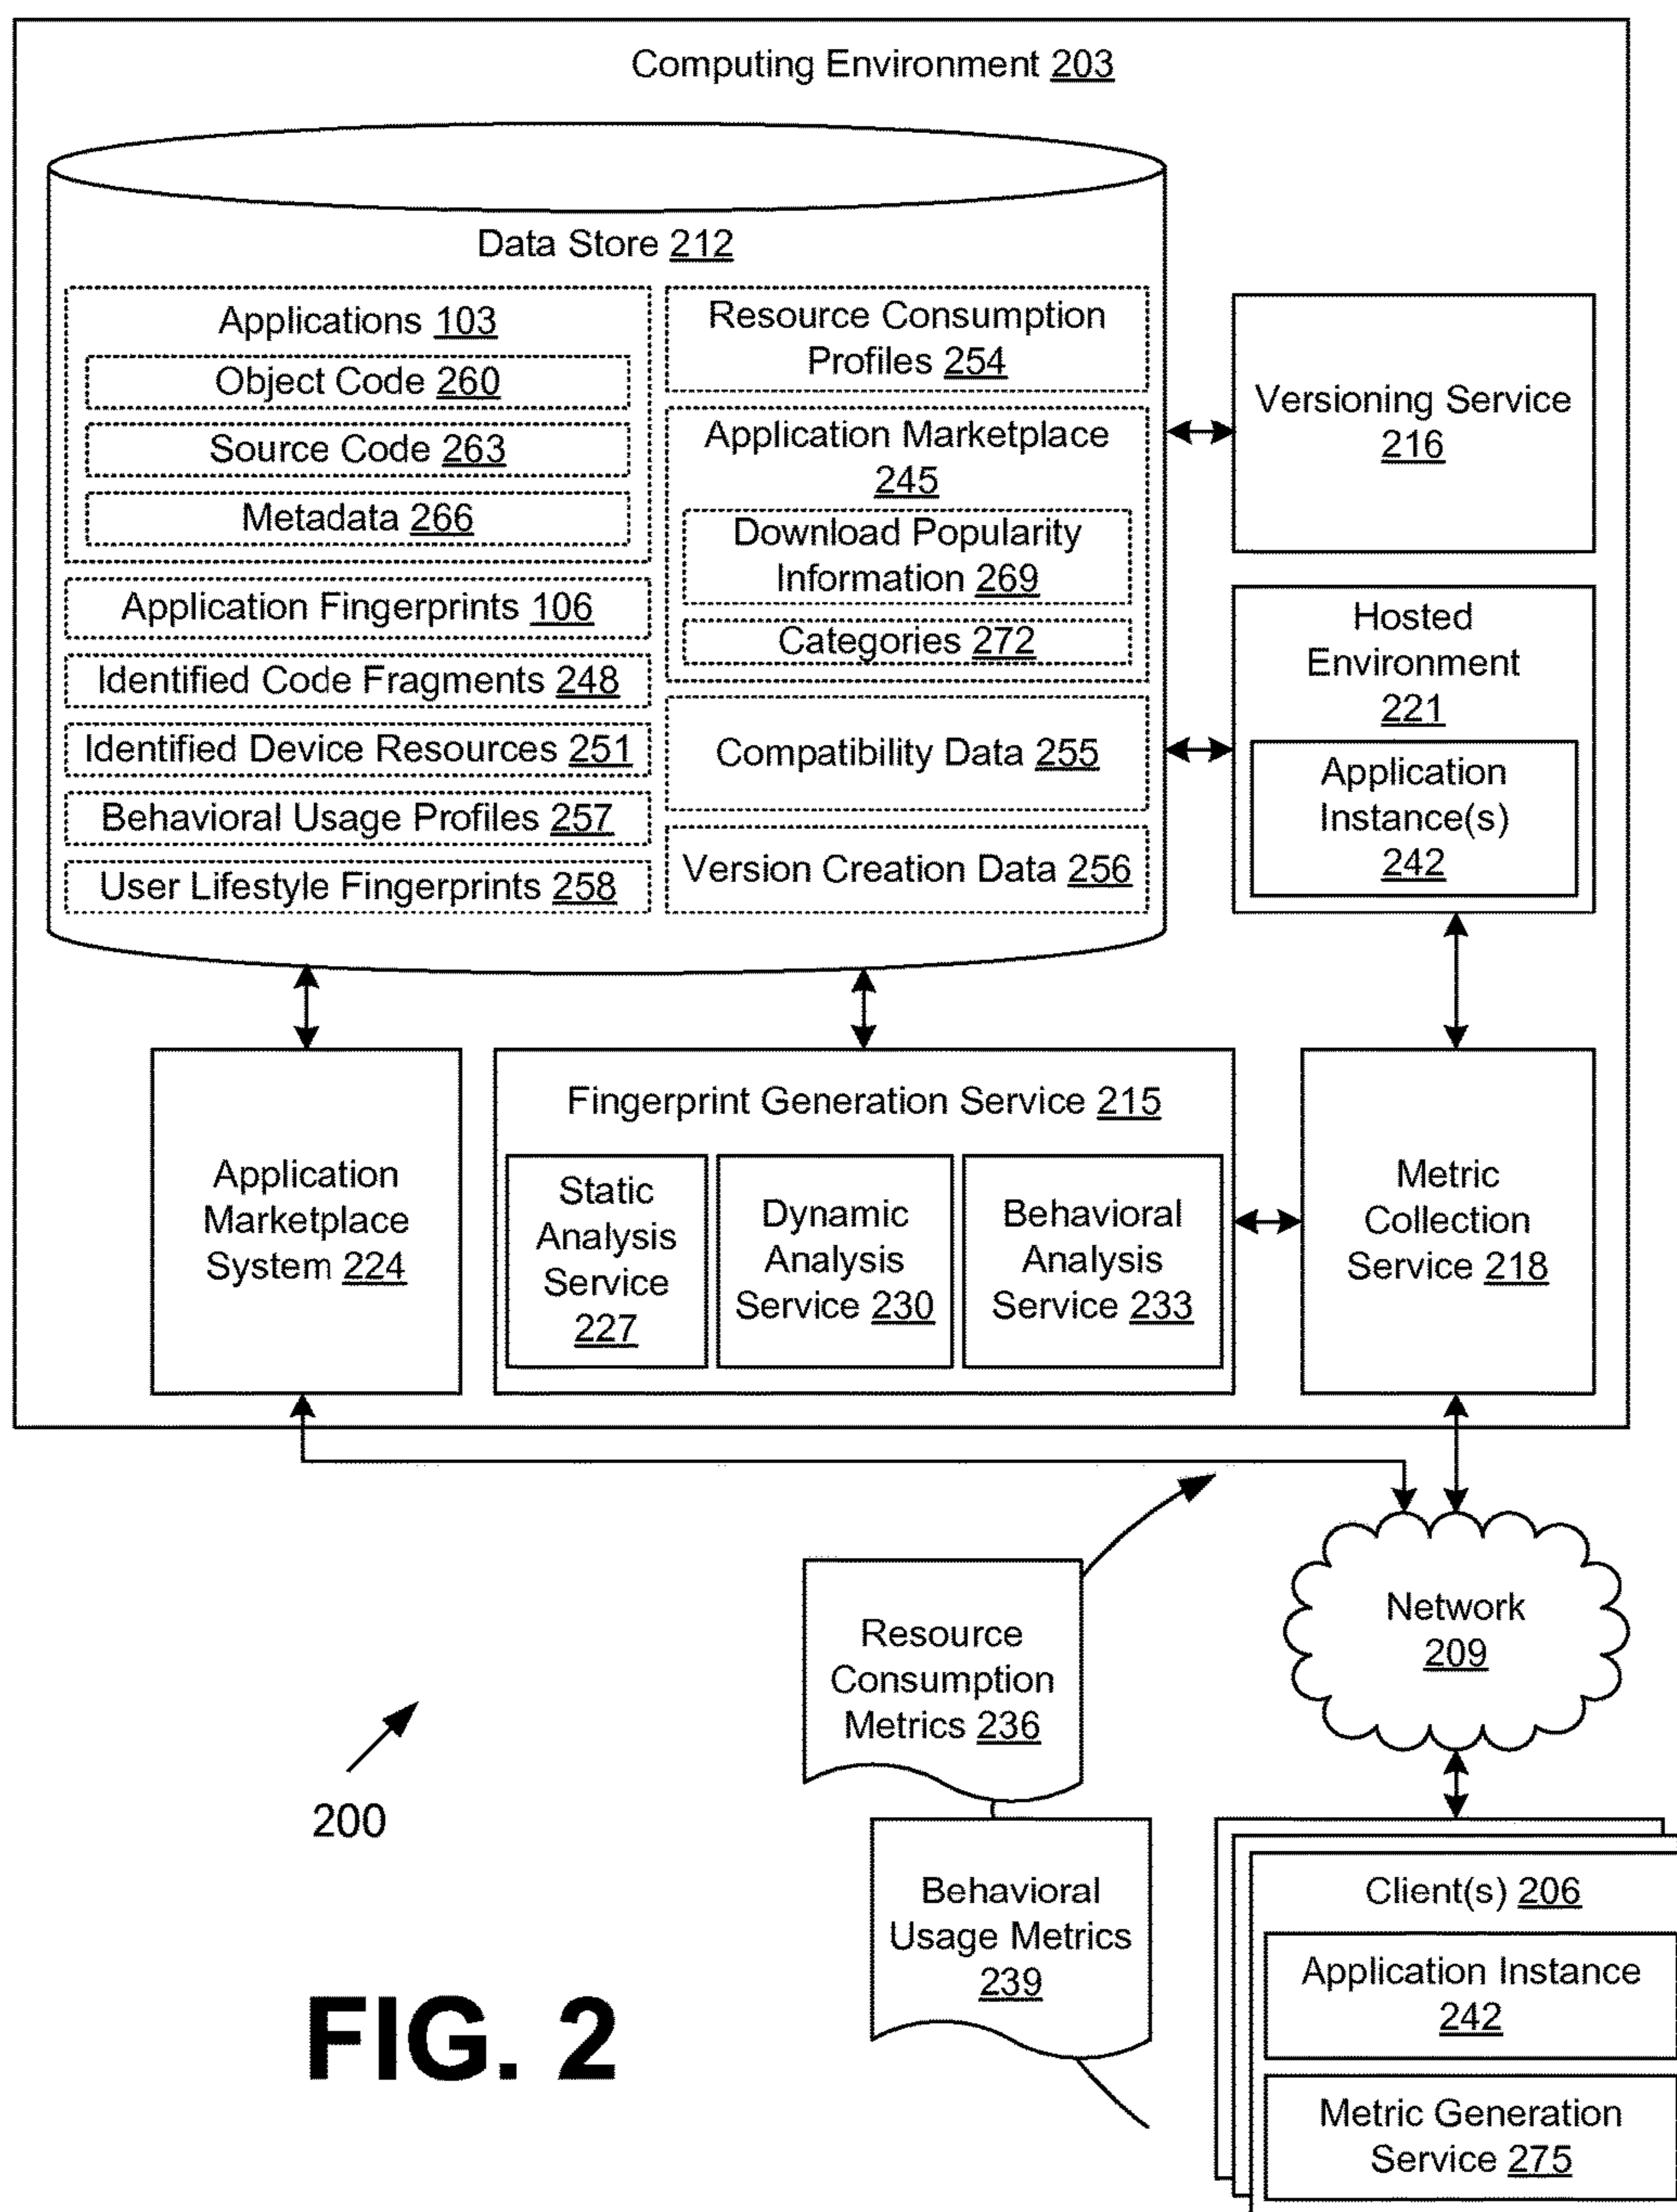 Computing Environment 203
Data Store 212
Applications 103
Object Code 260
Source Code 263
Metadata 266
Application Fingerprints 106
Identified Code Fragments 248
Identified Device Resources 251
Behavioral Usage Profiles 257
User Lifestyle Fingerprints 258
Resource Consumption
Profiles 254
Application Marketplace
245
Download Popularity
Information 269
Categories 272
Compatibility Data 255
Version Creation Data 256
Versioning Service
216
Hosted
Environment
221
Application
Instance(s)
242
Application
Marketplace
System 224
Fingerprint Generation Service 215
Static
Analysis
Service
227
Dynamic
Analysis
Service 230
Behavioral
Analysis
Service 233
Metric
Collection
Service 218
Resource
Consumption
Metrics 236
Network
209
200
Behavioral
Usage Metrics
239
Client(s) 206
Application Instance
242
Metric Generation
Service 275
FIG. 2